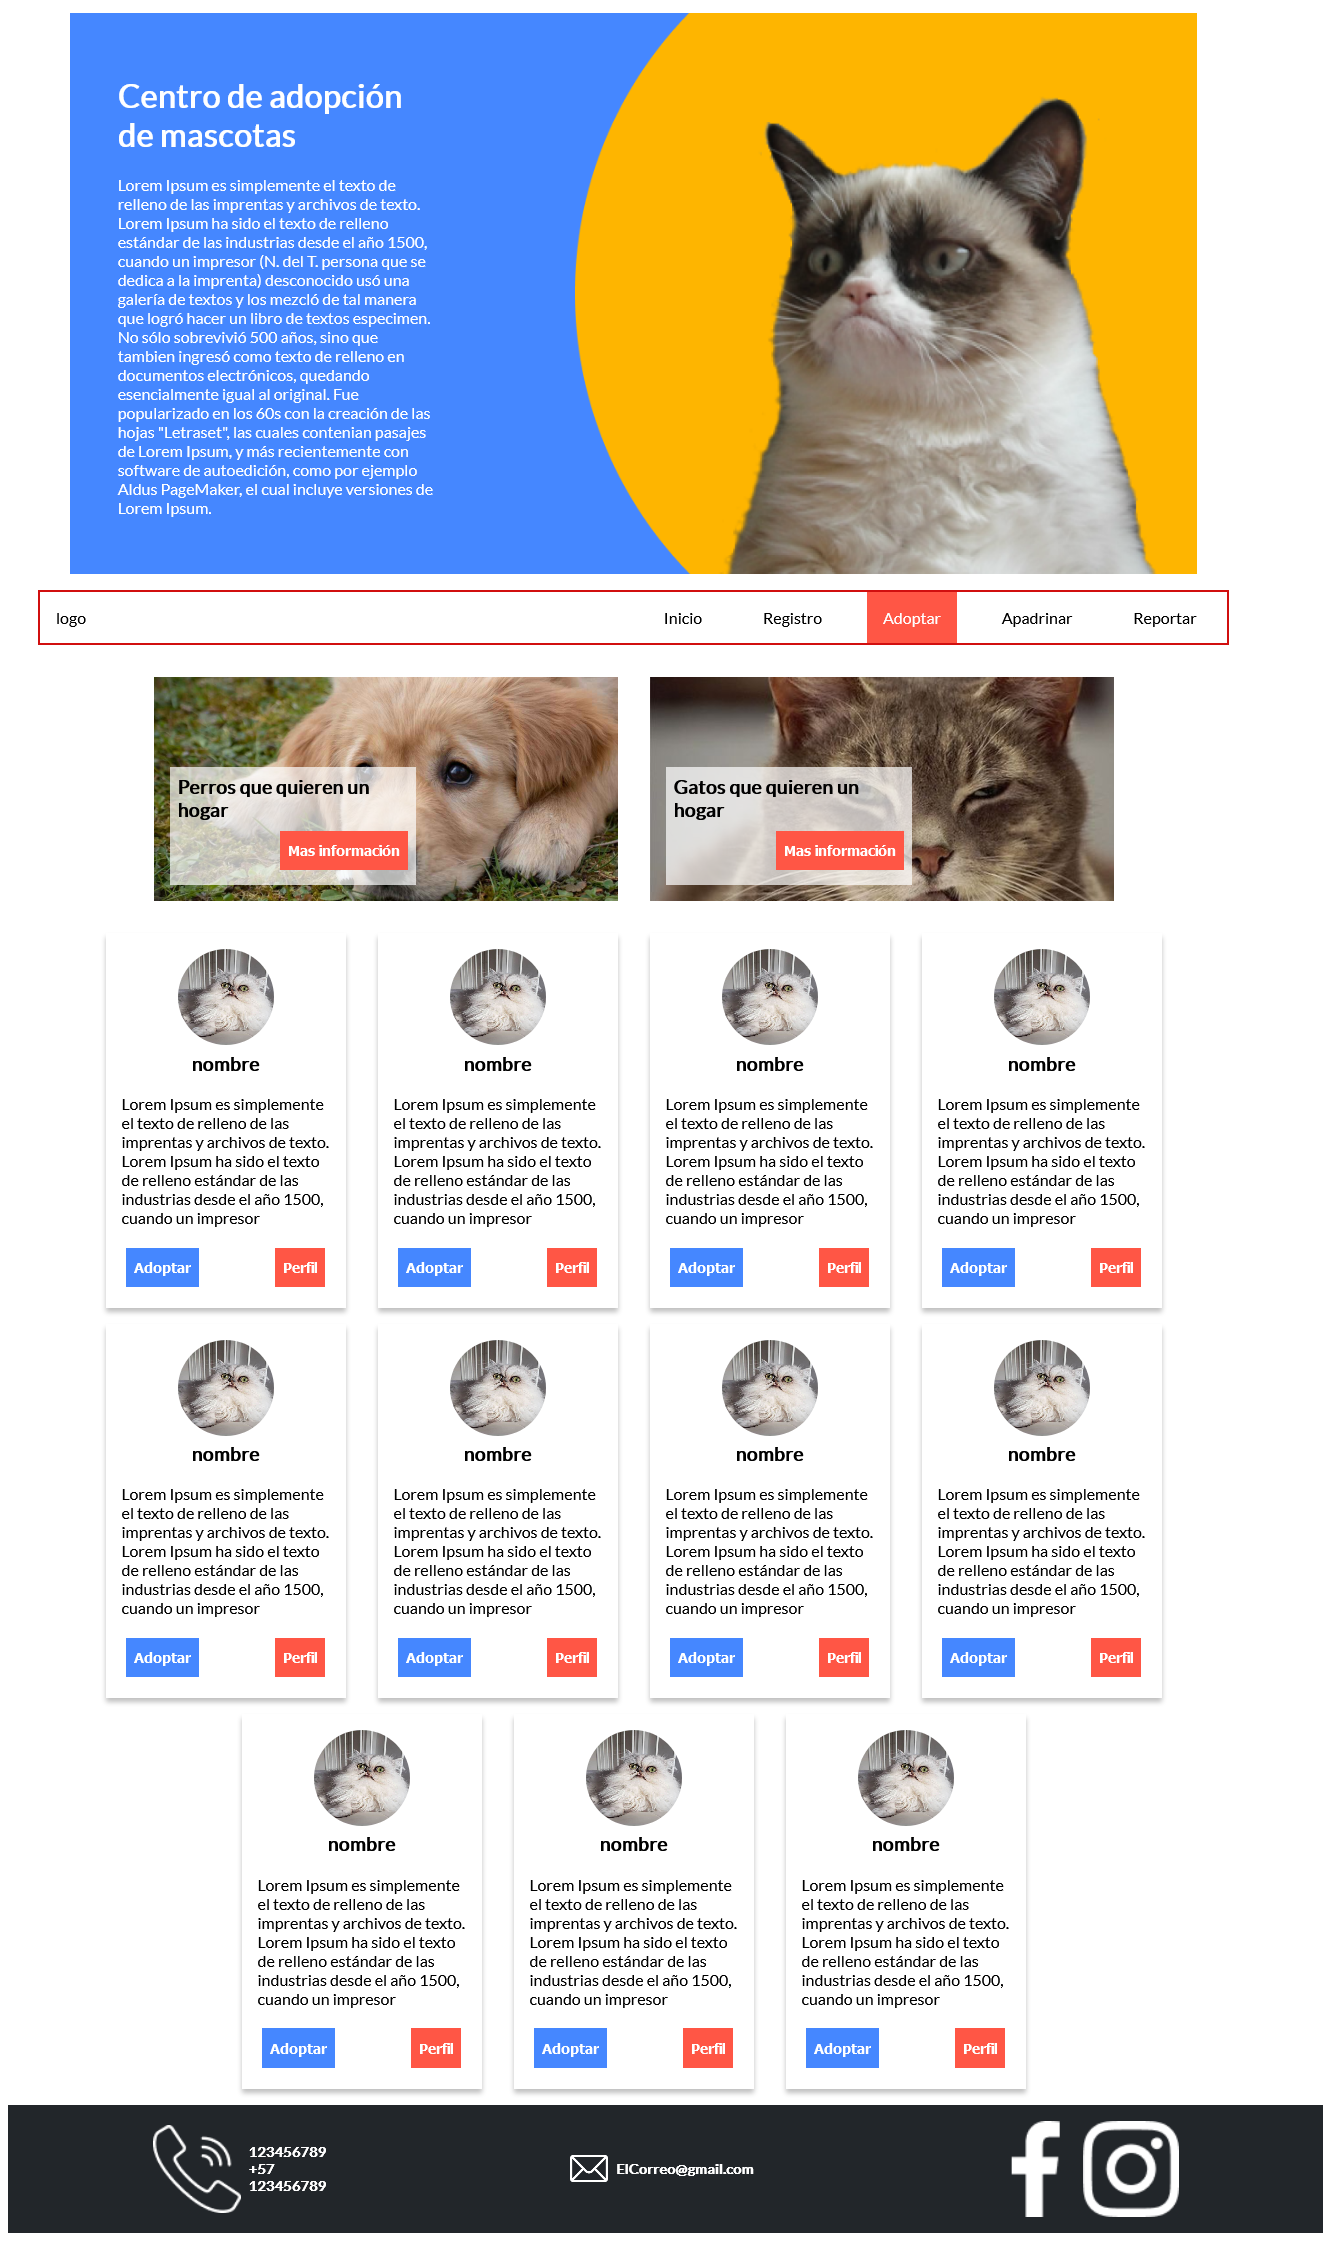 Centro de adopción
de mascotas
Lorem Ipsum es simplemente el texto de
relleno de las imprentas y archivos de texto.
Lorem Ipsum ha sido el texto de relleno
estándar de las industrias desde el año 1500,
cuando un impresor (N. del T. persona que se
dedica a la imprenta) desconocido usó una
galería de textos y los mezcló de tal manera
que logró hacer un libro de textos especimen.
No sólo sobrevivió 500 años, sino que
tambien ingresó como texto de relleno en
documentos electrónicos, quedando
esencialmente igual al original. Fue
popularizado en los 60s con la creación de las
hojas "Letraset", las cuales contenian pasajes
de Lorem Ipsum, y más recientemente con
software de autoedición, como por ejemplo
Aldus PageMaker, el cual incluye versiones de
Lorem Ipsum.
logo Inicio Registro Adoptar Apadrinar Reportar
Perros que quieren un
hogar
Mas información
Gatos que quieren un
hogar
Mas información
nombre
Lorem Ipsum es simplemente
el texto de relleno de las
imprentas y archivos de texto.
Lorem Ipsum ha sido el texto
de relleno estándar de las
industrias desde el año 1500,
cuando un impresor
Adoptar Perfil
nombre
Lorem Ipsum es simplemente
el texto de relleno de las
imprentas y archivos de texto.
Lorem Ipsum ha sido el texto
de relleno estándar de las
industrias desde el año 1500,
cuando un impresor
Adoptar Perfil
nombre
Lorem Ipsum es simplemente
el texto de relleno de las
imprentas y archivos de texto.
Lorem Ipsum ha sido el texto
de relleno estándar de las
industrias desde el año 1500,
cuando un impresor
Adoptar Perfil
nombre
Lorem Ipsum es simplemente
el texto de relleno de las
imprentas y archivos de texto.
Lorem Ipsum ha sido el texto
de relleno estándar de las
industrias desde el año 1500,
cuando un impresor
Adoptar Perfil
nombre
Lorem Ipsum es simplemente
el texto de relleno de las
imprentas y archivos de texto.
Lorem Ipsum ha sido el texto
de relleno estándar de las
industrias desde el año 1500,
cuando un impresor
Adoptar Perfil
nombre
Lorem Ipsum es simplemente
el texto de relleno de las
imprentas y archivos de texto.
Lorem Ipsum ha sido el texto
de relleno estándar de las
industrias desde el año 1500,
cuando un impresor
Adoptar Perfil
nombre
Lorem Ipsum es simplemente
el texto de relleno de las
imprentas y archivos de texto.
Lorem Ipsum ha sido el texto
de relleno estándar de las
industrias desde el año 1500,
cuando un impresor
Adoptar Perfil
nombre
Lorem Ipsum es simplemente
el texto de relleno de las
imprentas y archivos de texto.
Lorem Ipsum ha sido el texto
de relleno estándar de las
industrias desde el año 1500,
cuando un impresor
Adoptar Perfil
nombre
Lorem Ipsum es simplemente
el texto de relleno de las
imprentas y archivos de texto.
Lorem Ipsum ha sido el texto
de relleno estándar de las
industrias desde el año 1500,
cuando un impresor
Adoptar Perfil
nombre
Lorem Ipsum es simplemente
el texto de relleno de las
imprentas y archivos de texto.
Lorem Ipsum ha sido el texto
de relleno estándar de las
industrias desde el año 1500,
cuando un impresor
Adoptar Perfil
nombre
Lorem Ipsum es simplemente
el texto de relleno de las
imprentas y archivos de texto.
Lorem Ipsum ha sido el texto
de relleno estándar de las
industrias desde el año 1500,
cuando un impresor
Adoptar Perfil
123456789
+57
123456789
ElCorreo@gmail.com